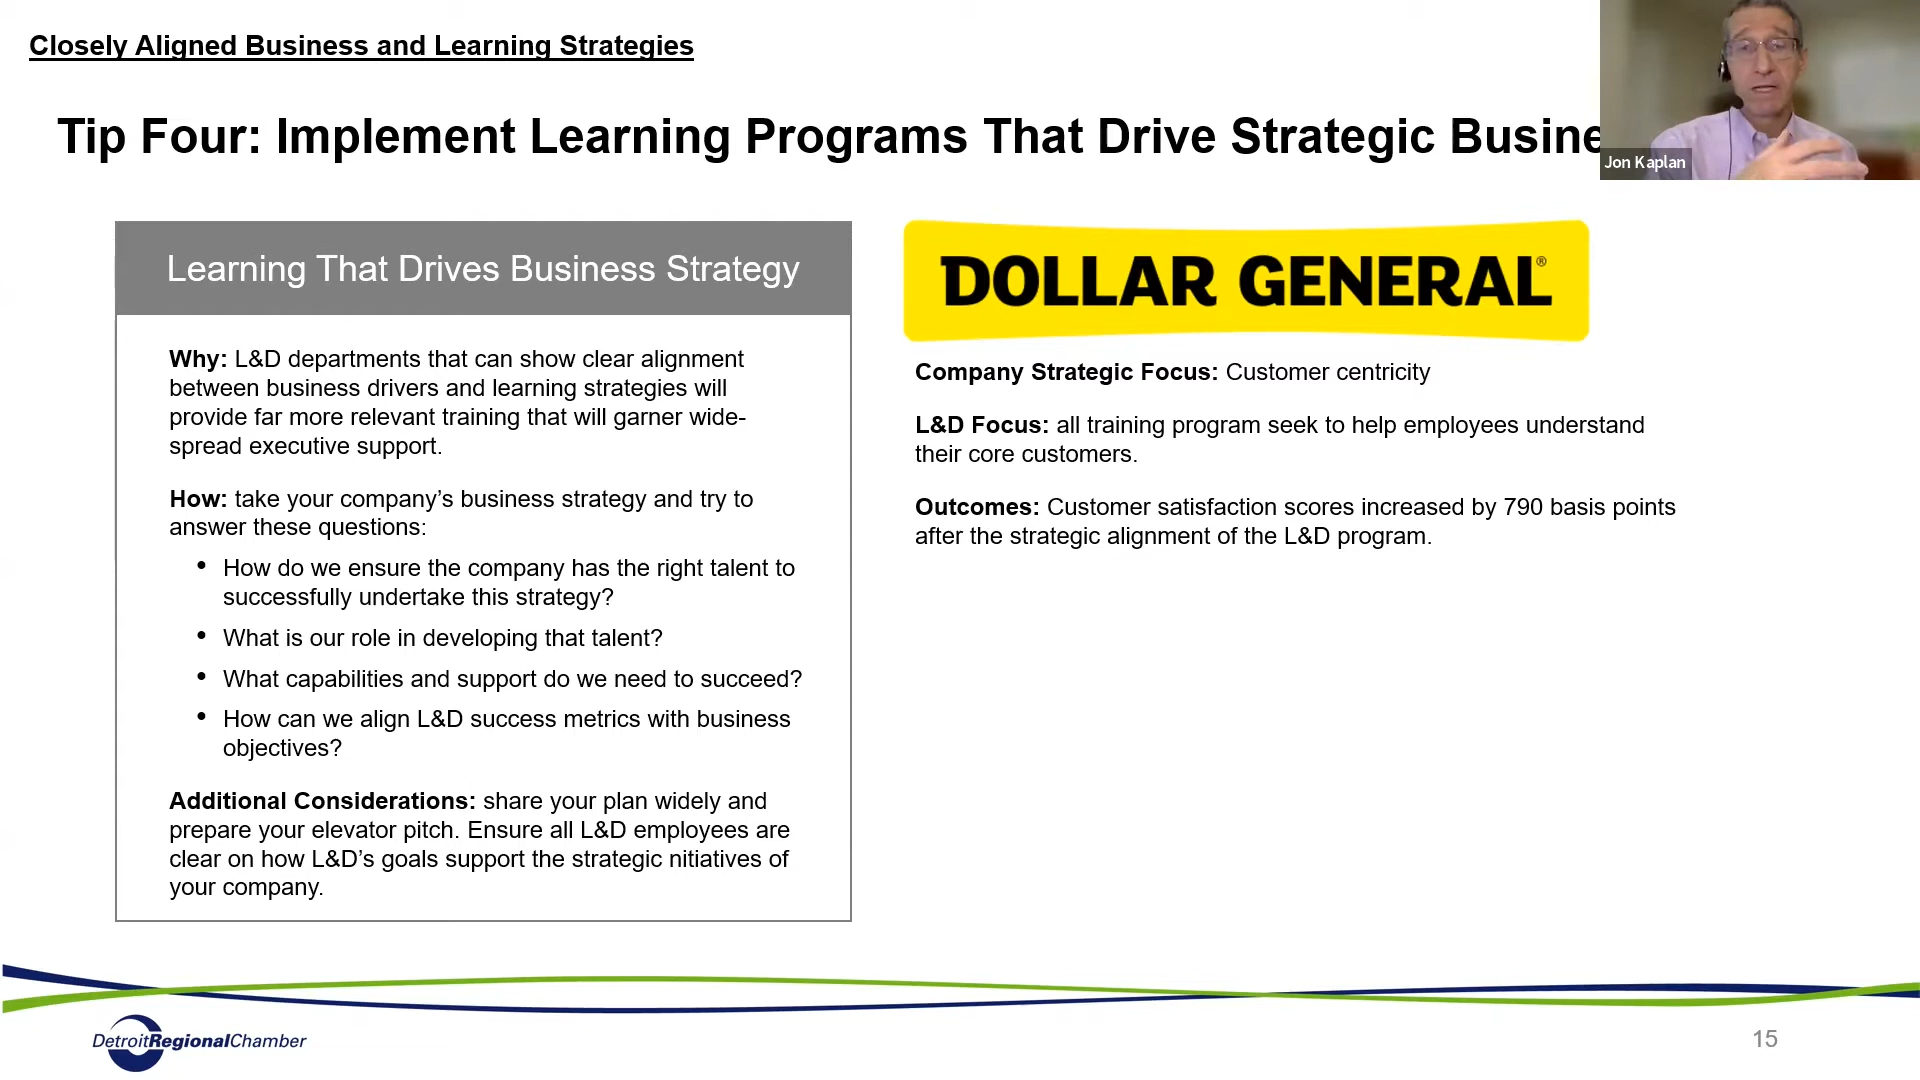 Closely Aligned Business and Learning Strategies
Tip Four: Implement Learning Programs That Drive Strategic Busine
Jon Kaplan
Learning That Drives Business Strategy
Why: L&D departments that can show clear alignment
between business drivers and learning strategies will
provide far more relevant training that will garner wide-
spread executive support.
How: take your company’s business strategy and try to
answer these questions:
• How do we ensure the company has the right talent to
successfully undertake this strategy?
• What is our role in developing that talent?
• What capabilities and support do we need to succeed?
• How can we align L&D success metrics with business
objectives?
Additional Considerations: share your plan widely and
prepare your elevator pitch. Ensure all L&D employees are
clear on how L&D’s goals support the strategic nitiatives of
your company.
DOLLAR GENERAL®
Company Strategic Focus: Customer centricity
L&D Focus: all training program seek to help employees understand
their core customers.
Outcomes: Customer satisfaction scores increased by 790 basis points
after the strategic alignment of the L&D program.
DetroitRegionalChamber
15